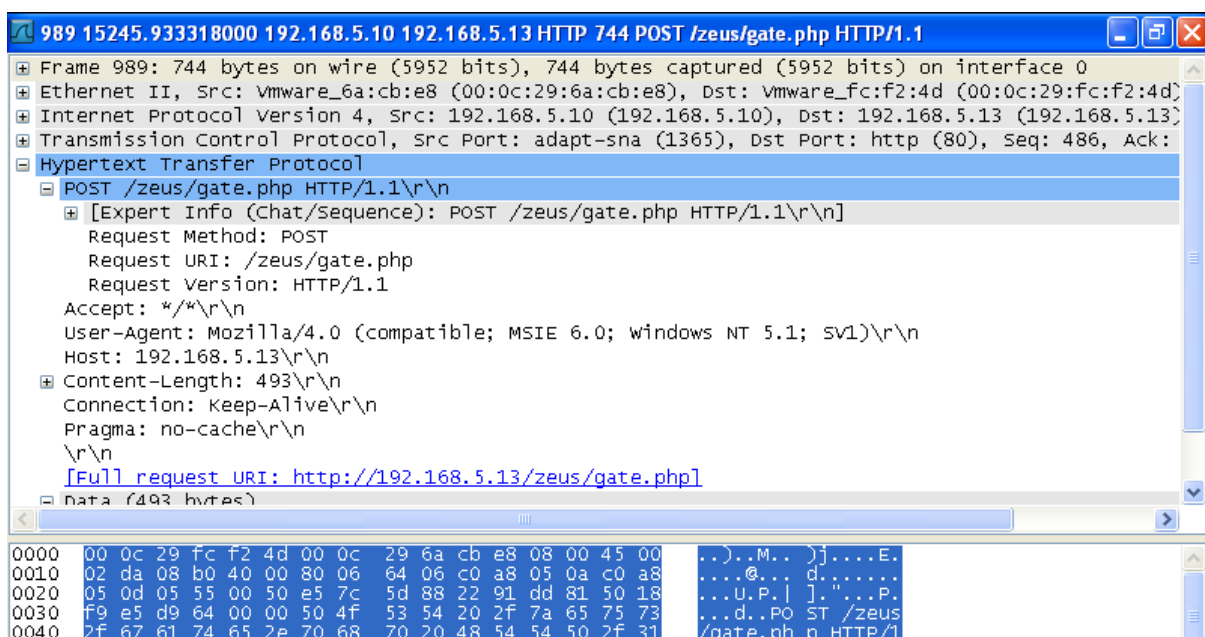 989 15245.933318000 192.168.5.10 192.168.5.13 HTTP 744 POST /zeus/gate.php HTTP/1.1
Frame 989: 744 bytes on wire (5952 bits), 744 bytes captured (5952 bits) on interface 0
Ethernet II, Src: Vmware_6a:cb:e8 (00:0c:29:6a:cb:e8), Dst: Vmware_fc:f2:4d (00:0c:29:fc:f2:4d)
Internet Protocol Version 4, Src: 192.168.5.10 (192.168.5.10), Dst: 192.168.5.13 (192.168.5.13)
Transmission Control Protocol, Src Port: adapt-sna (1365), Dst Port: http (80), Seq: 486, Ack:
Hypertext Transfer Protocol
POST /zeus/gate.php HTTP/1.1\r\n
[Expert Info (Chat/Sequence): POST /zeus/gate.php HTTP/1.1\r\n]
Request Method: POST
Request URI: /zeus/gate.php
Request Version: HTTP/1.1
Accept: */*\r\n
User-Agent: Mozilla/4.0 (compatible; MSIE 6.0; Windows NT 5.1; SV1)\r\n
Host: 192.168.5.13\r\n
Content-Length: 493\r\n
Connection: Keep-Alive\r\n
Pragma: no-cache\r\n
\r\n
[Full request URI: http://192.168.5.13/zeus/gate.php]
Data (493 bytes)
0000 00 0c 29 fc f2 4d 00 0c 29 6a cb e8 08 00 45 00 ..)..M.. )j....E.
0010 02 da 08 b0 40 00 80 06 64 06 c0 a8 05 0a c0 a8 ....@... d.......
0020 05 0d 05 55 00 50 e5 7c 5d 88 22 91 dd 81 50 18 ...U.P.| ]."...P.
0030 f9 e5 d9 64 00 00 50 4f 53 54 20 2f 7a 65 75 73 ...d..PO ST /zeus
0040 2f 67 61 74 65 2e 70 68 70 20 48 54 54 50 2f 31 /gate.ph p HTTP/1